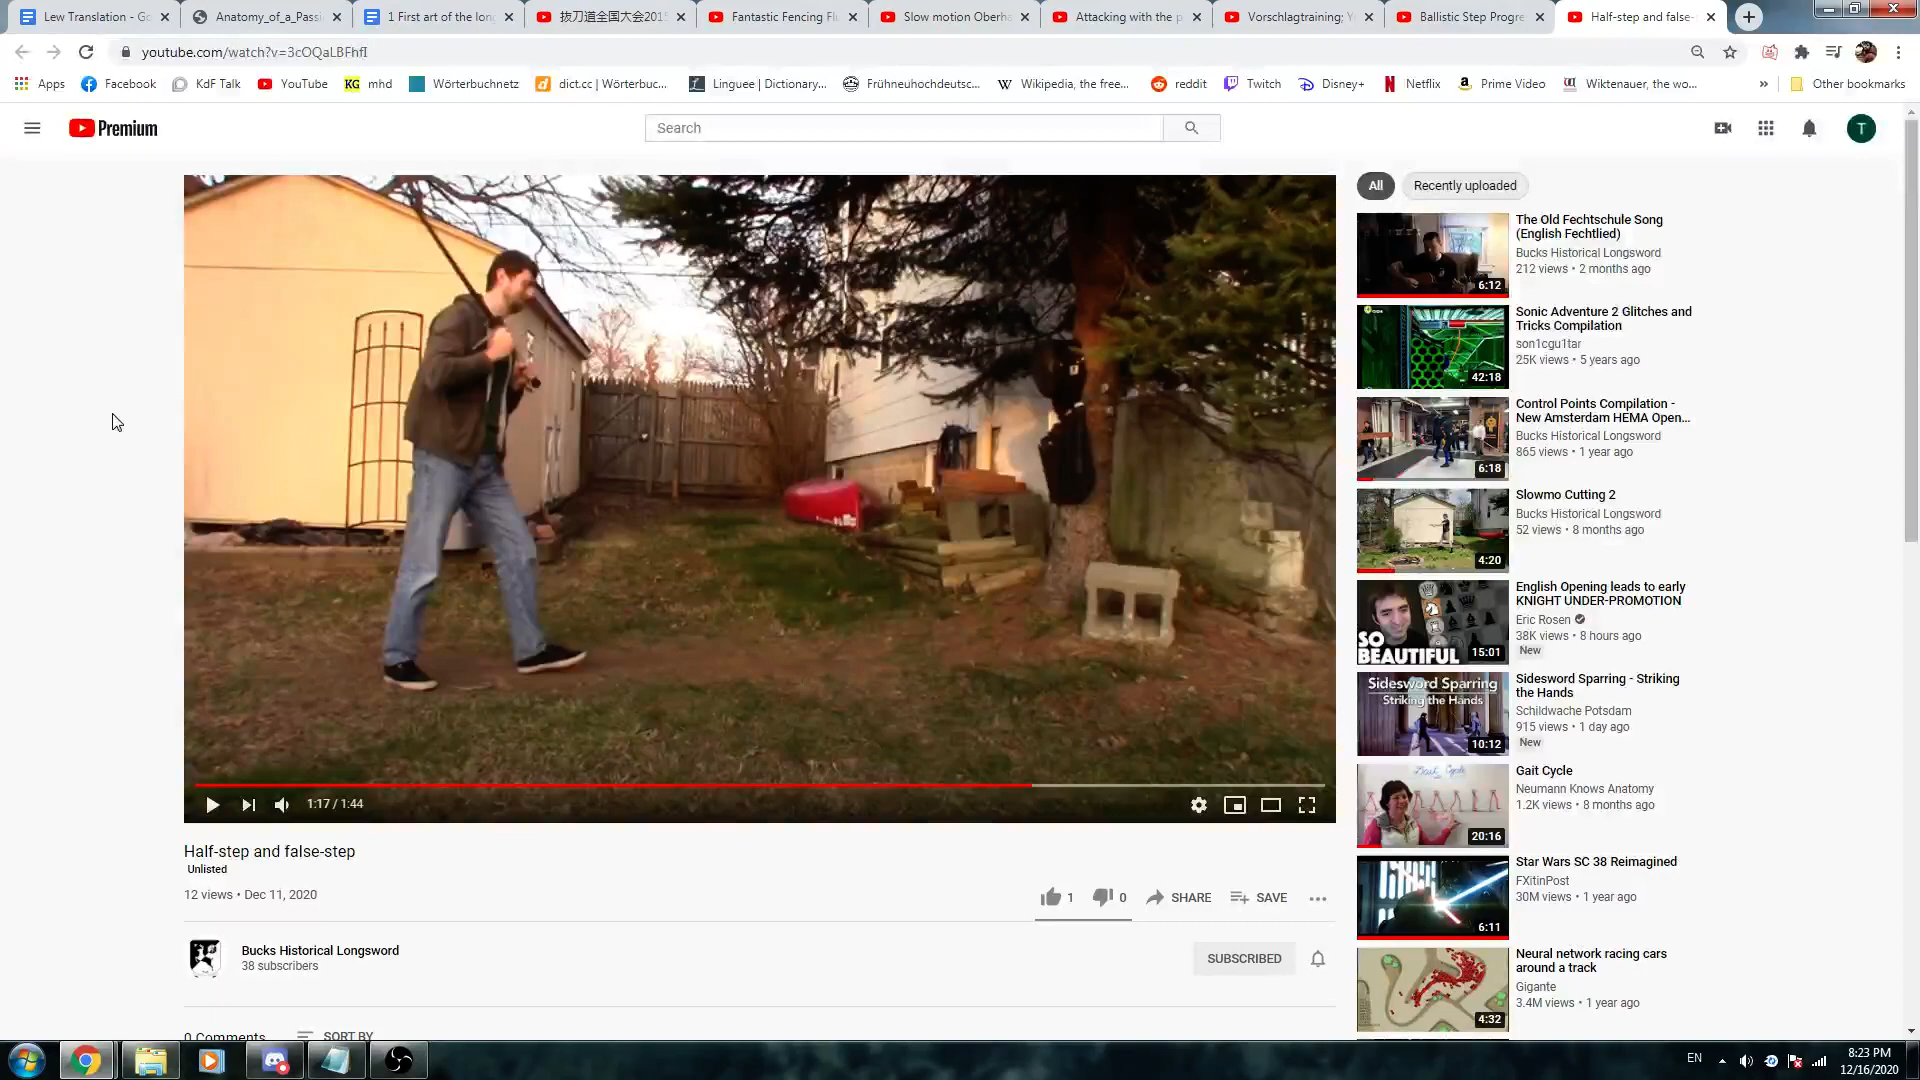 Lew Translation - Go
Anatomy_of_a_Passi
1 First art of the long
抜刀道全国大会2015
Fantastic Fencing Flu
Slow motion Oberha
Attacking with the p
Vorschlagtraining; Y
Ballistic Step Progre
Half-step and false-
youtube.com/watch?v=3cOQaLBFhfI
Apps
Facebook
KdF Talk
YouTube
KG mhd
Wörterbuchnetz
dict.cc | Wörterbuc...
Linguee | Dictionary...
Frühneuhochdeutsc...
W Wikipedia, the free...
reddit
Twitch
Disney+
Netflix
Prime Video
Wiktenauer, the wo...
»
Other bookmarks
Premium
Search
T
All
Recently uploaded
The Old Fechtschule Song
(English Fechtlied)
Bucks Historical Longsword
212 views • 2 months ago
6:12
Sonic Adventure 2 Glitches and
Tricks Compilation
son1cgu1tar
25K views • 5 years ago
42:18
Control Points Compilation -
New Amsterdam HEMA Open...
Bucks Historical Longsword
865 views • 1 year ago
6:18
Slowmo Cutting 2
Bucks Historical Longsword
52 views • 8 months ago
4:20
English Opening leads to early
KNIGHT UNDER-PROMOTION
Eric Rosen
38K views • 8 hours ago
New
SO
BEAUTIFUL
15:01
Sidesword Sparring - Striking
the Hands
Schildwache Potsdam
915 views • 1 day ago
New
Sidesword Sparring
Striking the Hands
10:12
Gait Cycle
Neumann Knows Anatomy
1.2K views • 8 months ago
20:16
Star Wars SC 38 Reimagined
FXitinPost
30M views • 1 year ago
6:11
Neural network racing cars
around a track
Gigante
3.4M views • 1 year ago
4:32
1:17 / 1:44
Half-step and false-step
Unlisted
12 views • Dec 11, 2020
1
0
SHARE
SAVE
Bucks Historical Longsword
38 subscribers
SUBSCRIBED
0 Comments
SORT BY
EN
8:23 PM
12/16/2020